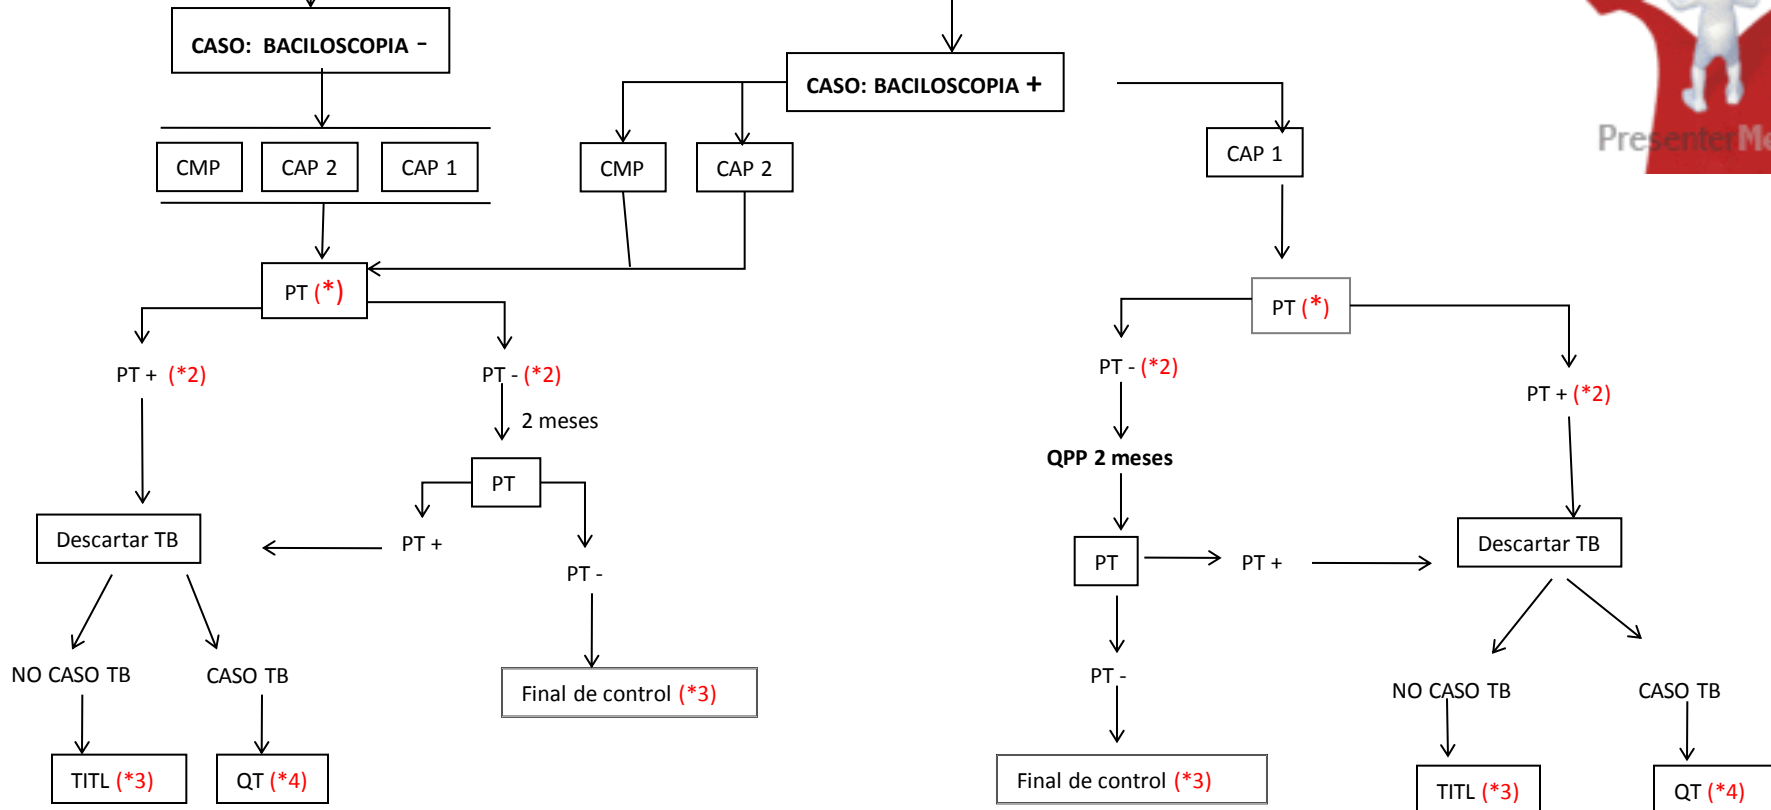 CASO: BACILOSCOPIA -
CASO: BACILOSCOPIA +
CMP
CAP 2
CAP 1
CMP
CAP 2
CAP 1
PresenterMe
PT (*)
PT (*)
PT + (*2)
PT - (*2)
PT - (*2)
PT + (*2)
2 meses
QPP 2 meses
PT
Descartar TB
PT +
PT -
PT
PT +
Descartar TB
NO CASO TB
CASO TB
Final de control (*3)
PT -
NO CASO TB
CASO TB
TITL (*3)
QT (*4)
Final de control (*3)
TITL (*3)
QT (*4)